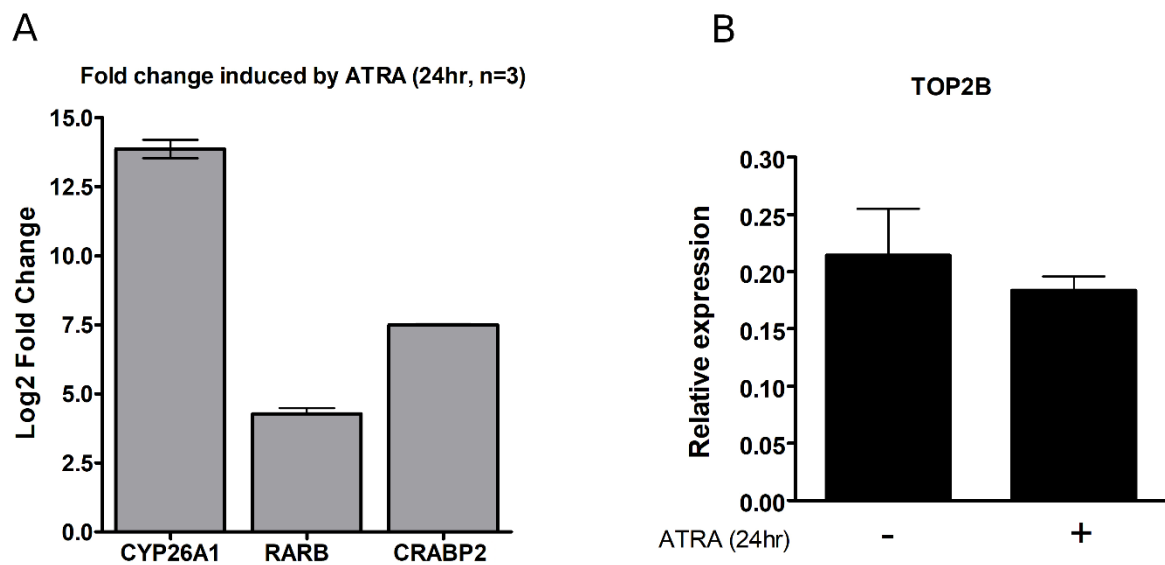 A
Fold change induced by ATRA (24hr, n=3)
Log2 Fold Change
15.0
12.5
10.0
7.5
5.0
2.5
0.0
CYP26A1 RARB CRABP2
B
TOP2B
Relative expression
0.30
0.25
0.20
0.15
0.10
0.05
0.00
ATRA (24hr) - +